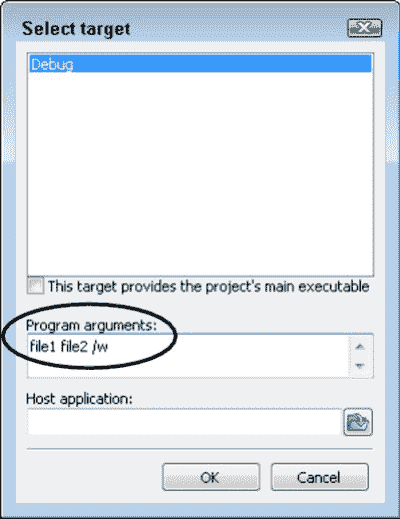 Select target
Debug
This target provides the project's main executable
Program arguments:
file1 file2 /w
Host application:
OK
Cancel